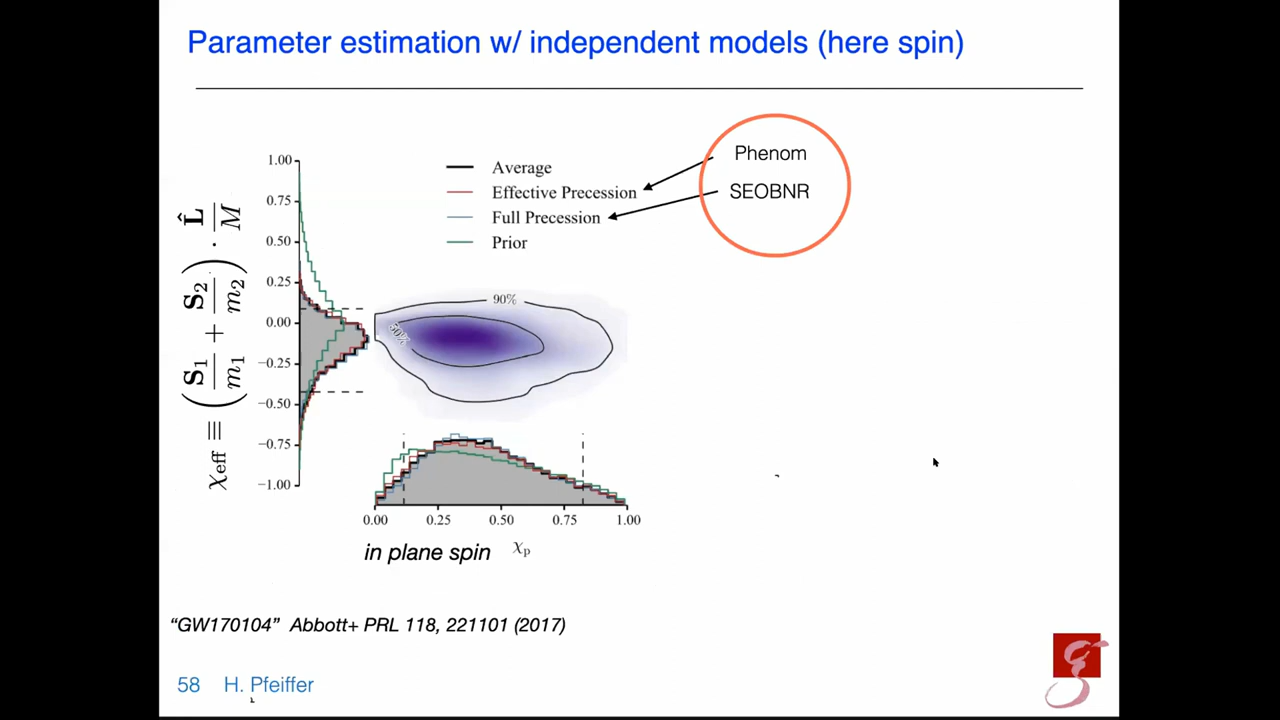 Parameter estimation w/ independent models (here spin)
Phenom
SEOBNR
Average
Effective Precession
Full Precession
Prior
χeff ≡ (S1/m1 + S2/m2) · L̂/M
1.00
0.75
0.50
0.25
0.00
−0.25
−0.50
−0.75
−1.00
90%
50%
0.00 0.25 0.50 0.75 1.00
in plane spin χp
“GW170104” Abbott+ PRL 118, 221101 (2017)
58 H. Pfeiffer